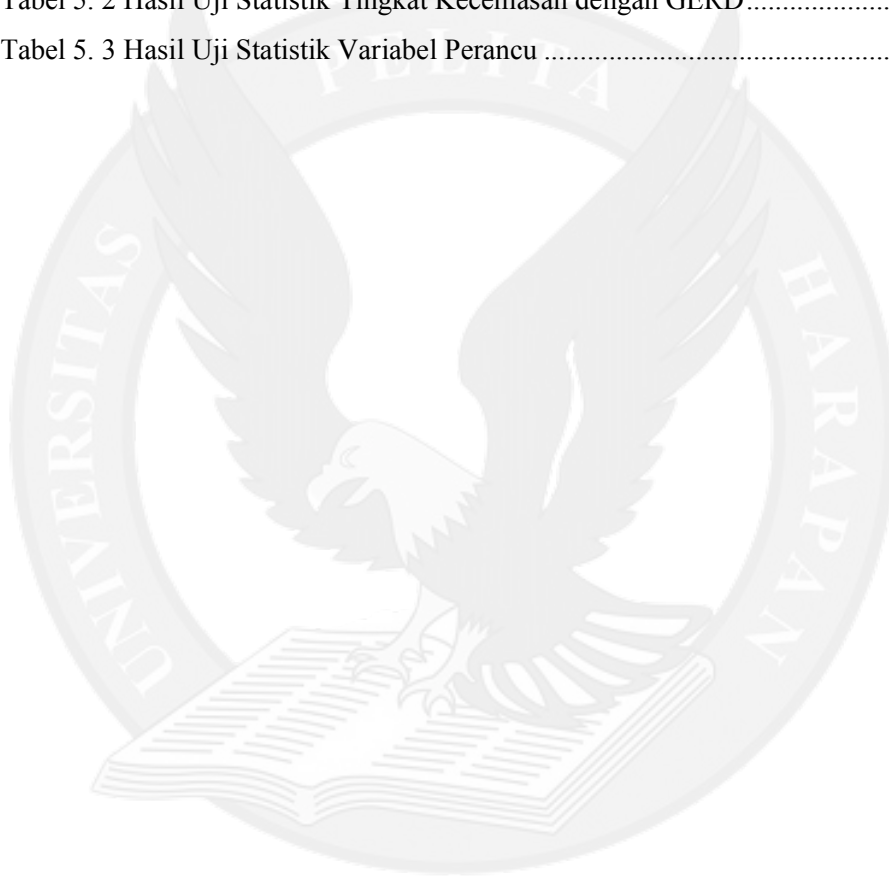 Tabel 5. 2 Hasil Uji Statistik Tingkat Kecemasan dengan GERD....................
Tabel 5. 3 Hasil Uji Statistik Variabel Perancu ...............................................
UNIVERSITAS PELITA HARAPAN